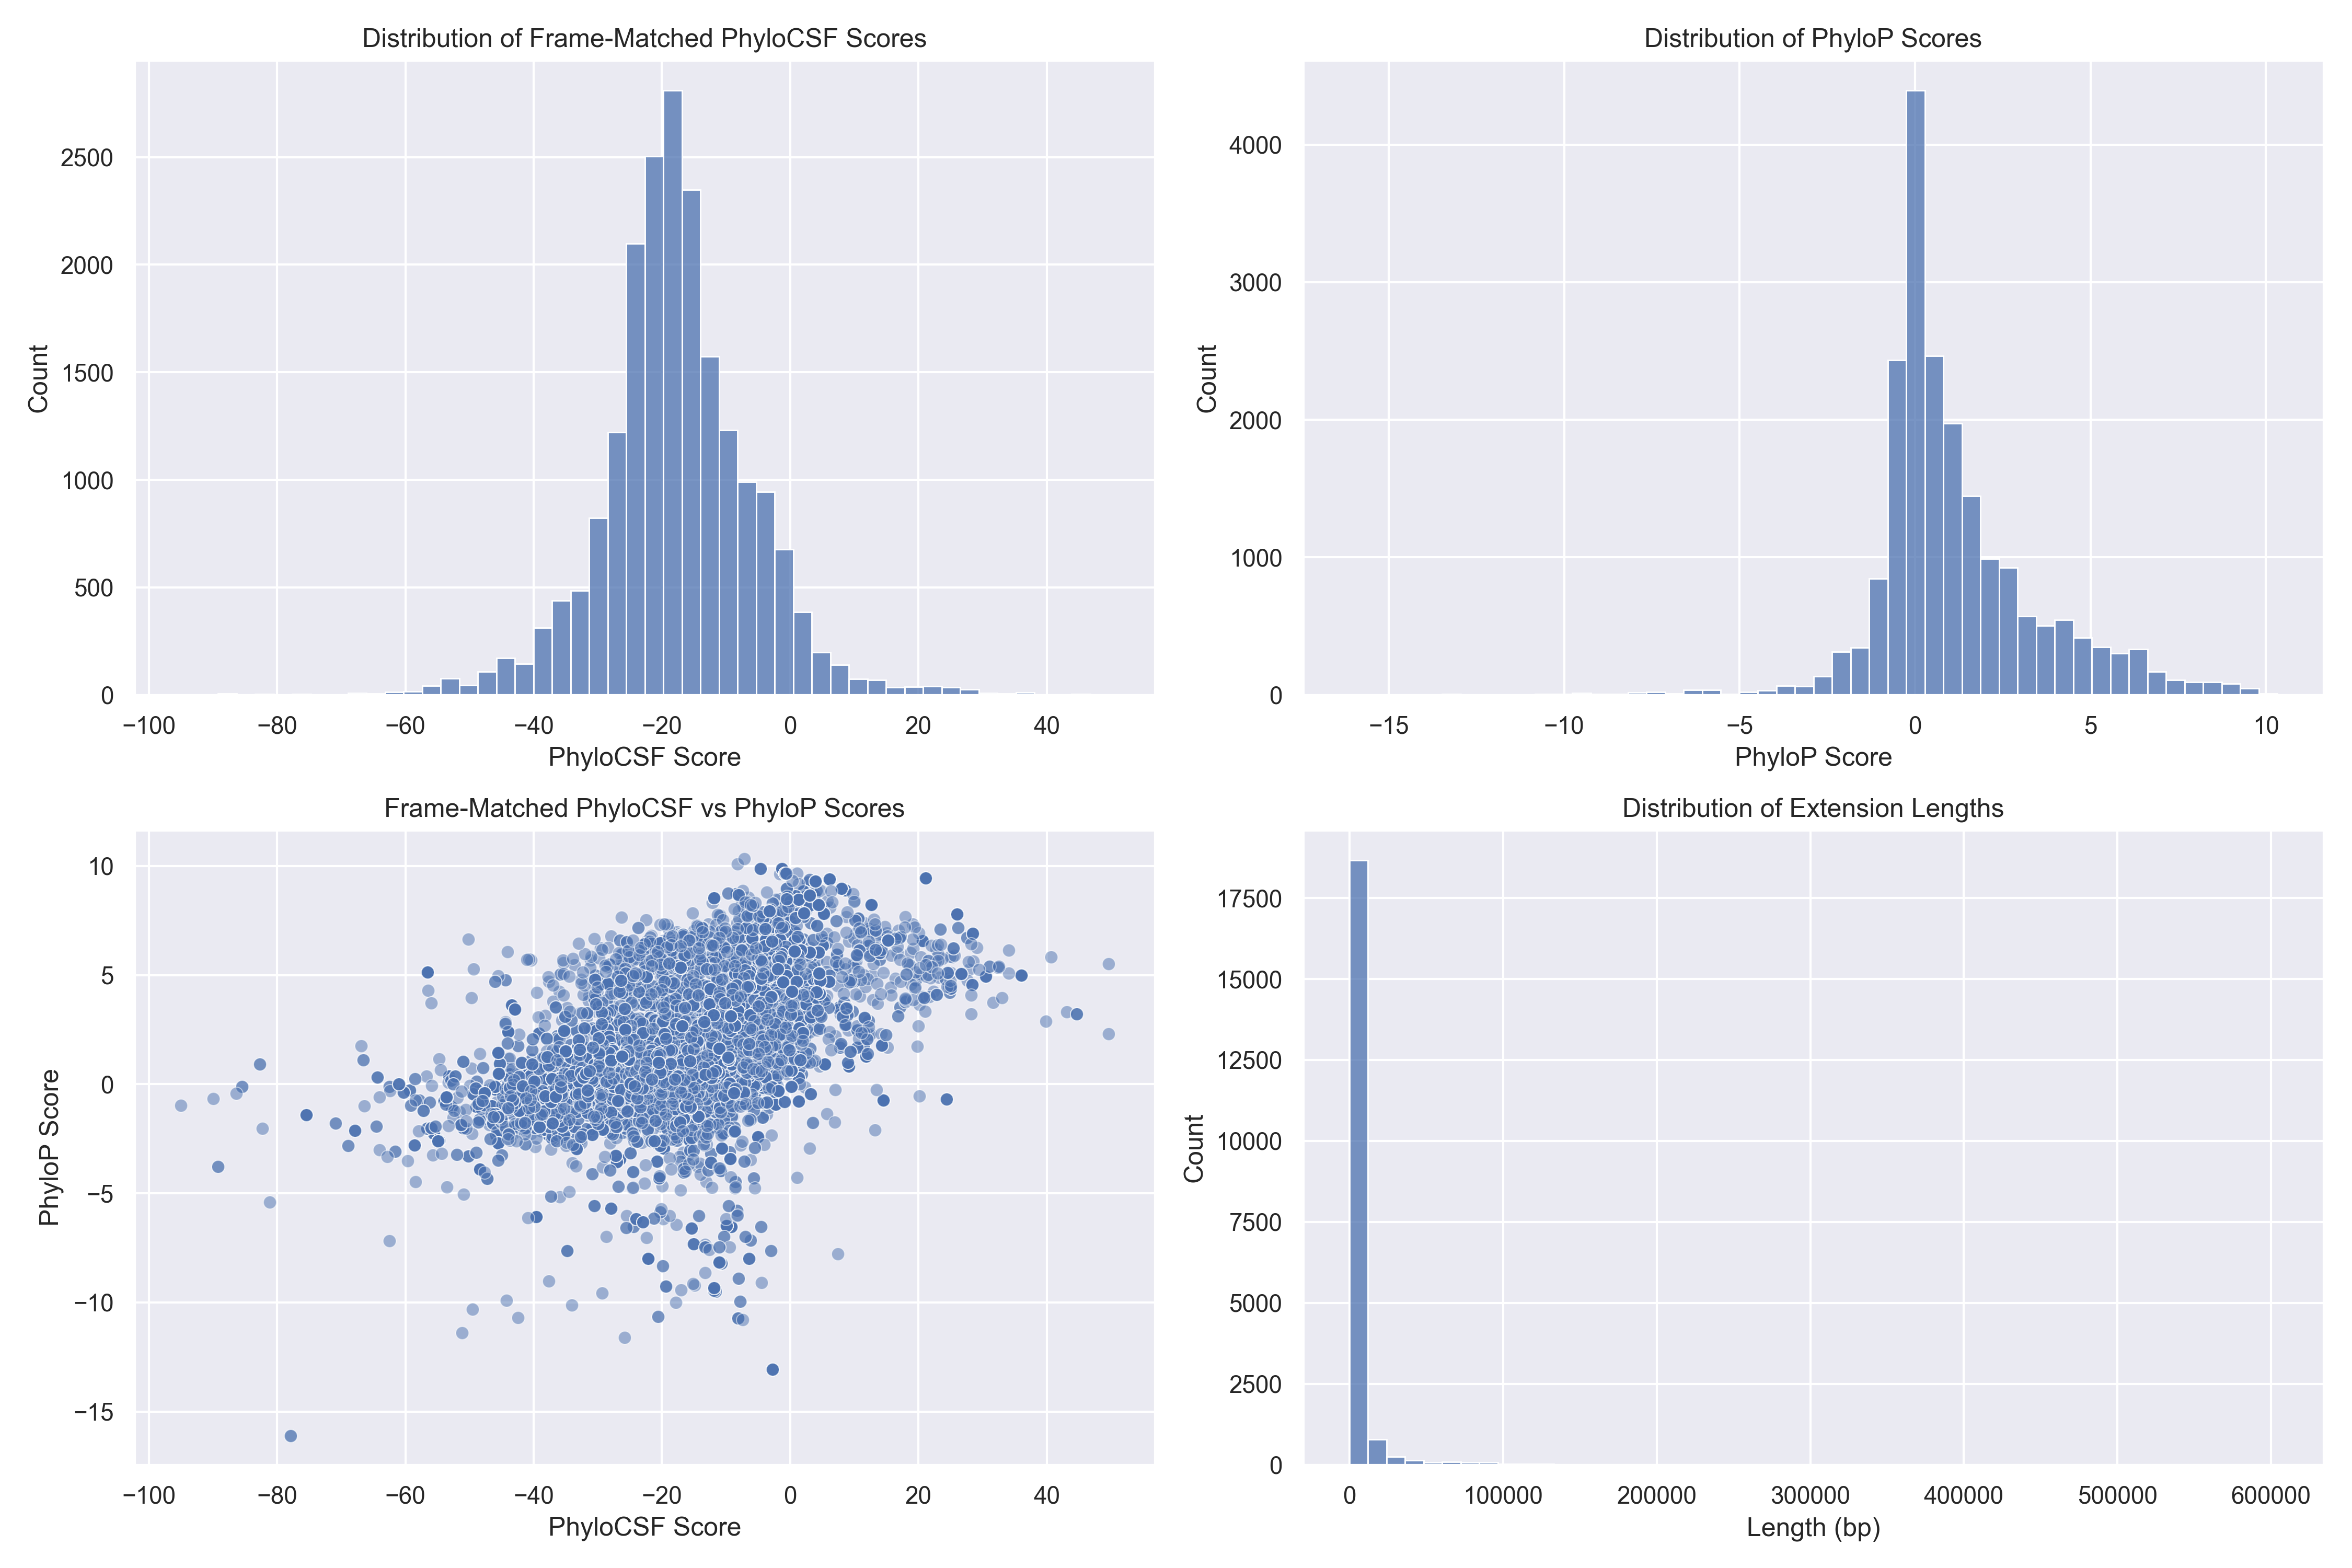 Distribution of Frame-Matched PhyloCSF Scores
Count
2500
2000
1500
1000
500
0
−100 −80 −60 −40 −20 0 20 40
PhyloCSF Score
Distribution of PhyloP Scores
Count
4000
3000
2000
1000
0
−15 −10 −5 0 5 10
PhyloP Score
Frame-Matched PhyloCSF vs PhyloP Scores
PhyloP Score
10
5
0
−5
−10
−15
−100 −80 −60 −40 −20 0 20 40
PhyloCSF Score
Distribution of Extension Lengths
Count
17500
15000
12500
10000
7500
5000
2500
0
0 100000 200000 300000 400000 500000 600000
Length (bp)